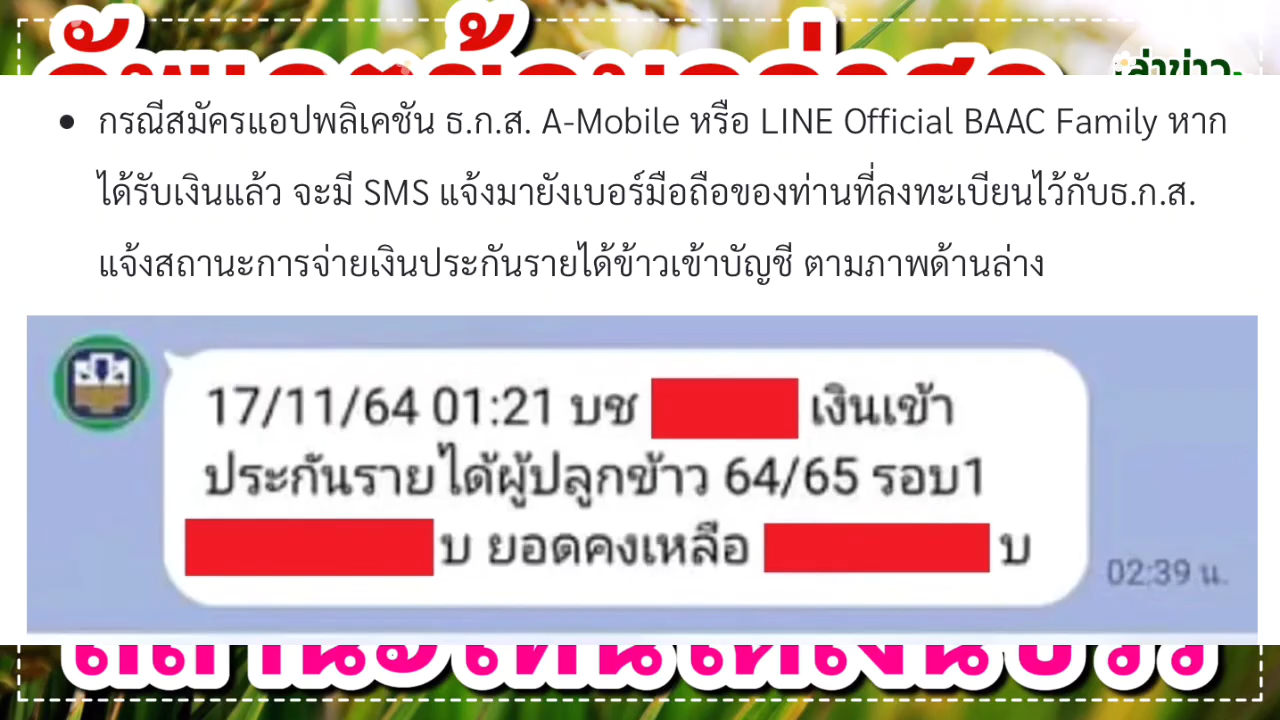 เล่าข่าว
• กรณีสมัครแอปพลิเคชัน ธ.ก.ส. A-Mobile หรือ LINE Official BAAC Family หาก
ได้รับเงินแล้ว จะมี SMS แจ้งมายังเบอร์มือถือของท่านที่ลงทะเบียนไว้กับธ.ก.ส.
แจ้งสถานะการจ่ายเงินประกันรายได้ข้าวเข้าบัญชี ตามภาพด้านล่าง
17/11/64 01:21 บช เงินเข้า
ประกันรายได้ผู้ปลูกข้าว 64/65 รอบ1
บ ยอดคงเหลือ บ
02:39 น.